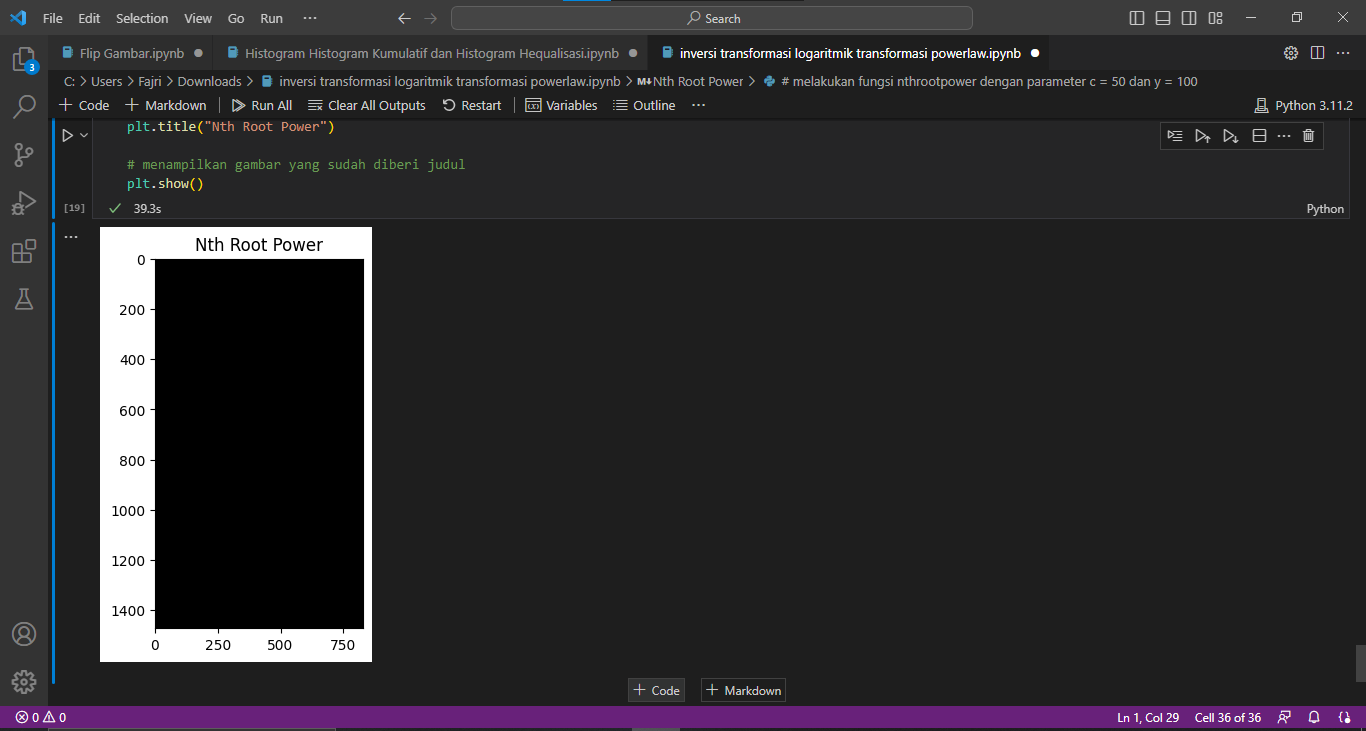 File Edit Selection View Go Run ··· Search
Flip Gambar.ipynb Histogram Histogram Kumulatif dan Histogram Hequalisasi.ipynb inversi transformasi logaritmik transformasi powerlaw.ipynb
C: > Users > Fajri > Downloads > inversi transformasi logaritmik transformasi powerlaw.ipynb > M↓Nth Root Power > # melakukan fungsi nthrootpower dengan parameter c = 50 dan y = 100
+ Code + Markdown Run All Clear All Outputs Restart Variables Outline ··· Python 3.11.2
plt.title("Nth Root Power")
# menampilkan gambar yang sudah diberi judul
plt.show()
[19] 39.3s Python
Nth Root Power
0
200
400
600
800
1000
1200
1400
0 250 500 750
+ Code + Markdown
3
0 0 Ln 1, Col 29 Cell 36 of 36